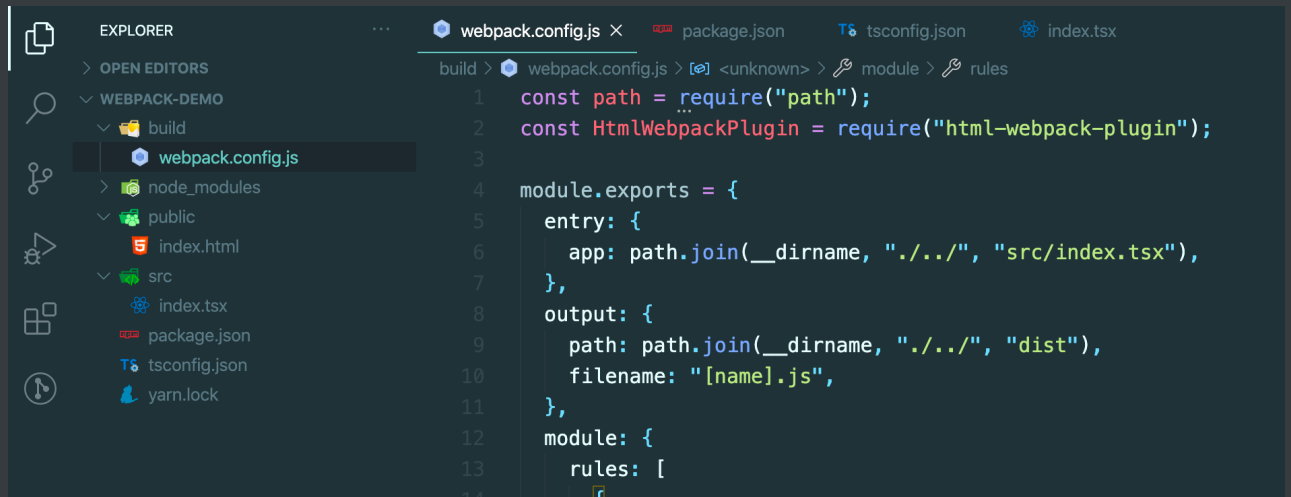 EXPLORER
···
webpack.config.js
package.json
tsconfig.json
index.tsx
OPEN EDITORS
WEBPACK-DEMO
build
webpack.config.js
node_modules
public
index.html
src
index.tsx
package.json
tsconfig.json
yarn.lock
build > webpack.config.js > <unknown> > module > rules
1 const path = require("path");
2 const HtmlWebpackPlugin = require("html-webpack-plugin");
3
4 module.exports = {
5 entry: {
6 app: path.join(__dirname, "./../", "src/index.tsx"),
7 },
8 output: {
9 path: path.join(__dirname, "./../", "dist"),
10 filename: "[name].js",
11 },
12 module: {
13 rules: [